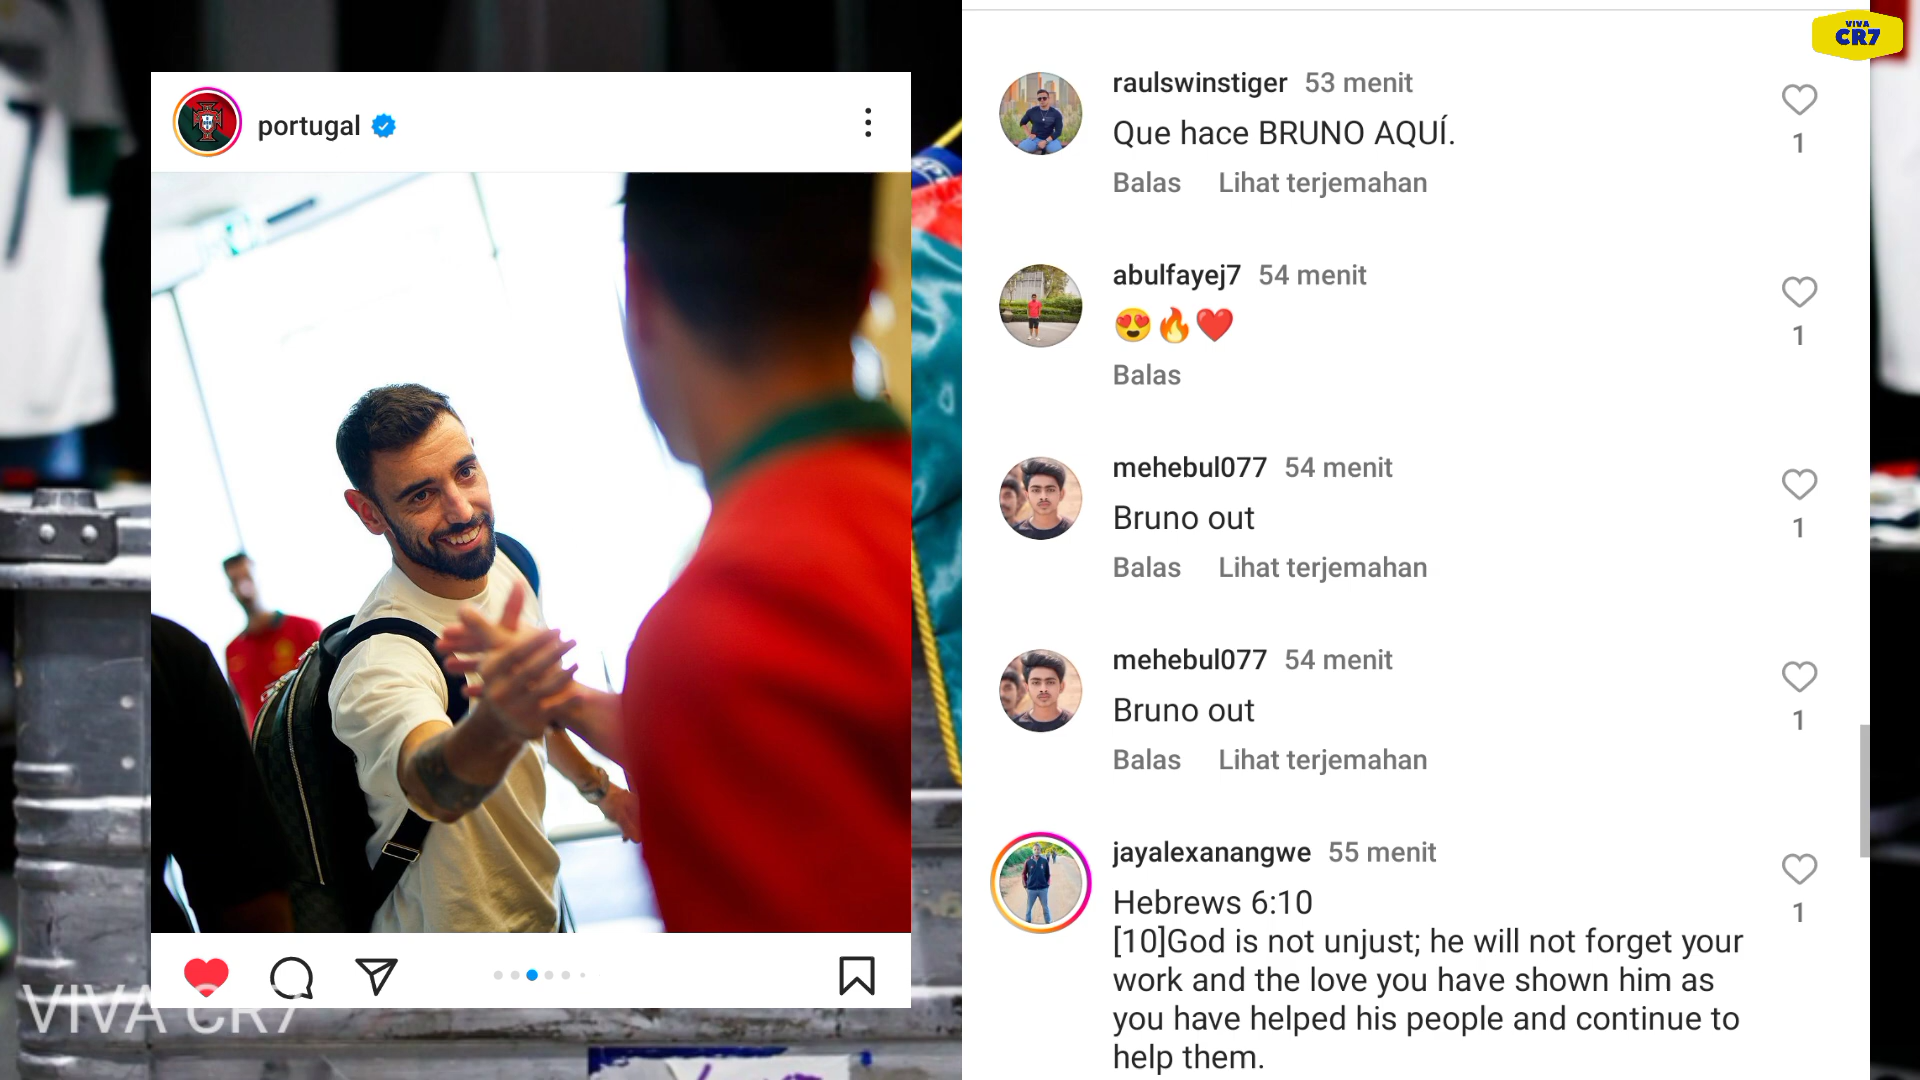 portugal
raulswinstiger 53 menit
Que hace BRUNO AQUÍ.
1
Balas Lihat terjemahan
abulfayej7 54 menit
😍🔥❤️
1
Balas
mehebul077 54 menit
Bruno out
1
Balas Lihat terjemahan
mehebul077 54 menit
Bruno out
1
Balas Lihat terjemahan
jayalexanangwe 55 menit
Hebrews 6:10
1
[10]God is not unjust; he will not forget your
work and the love you have shown him as
you have helped his people and continue to
help them.
VIVA
CR7
VIVA CR7